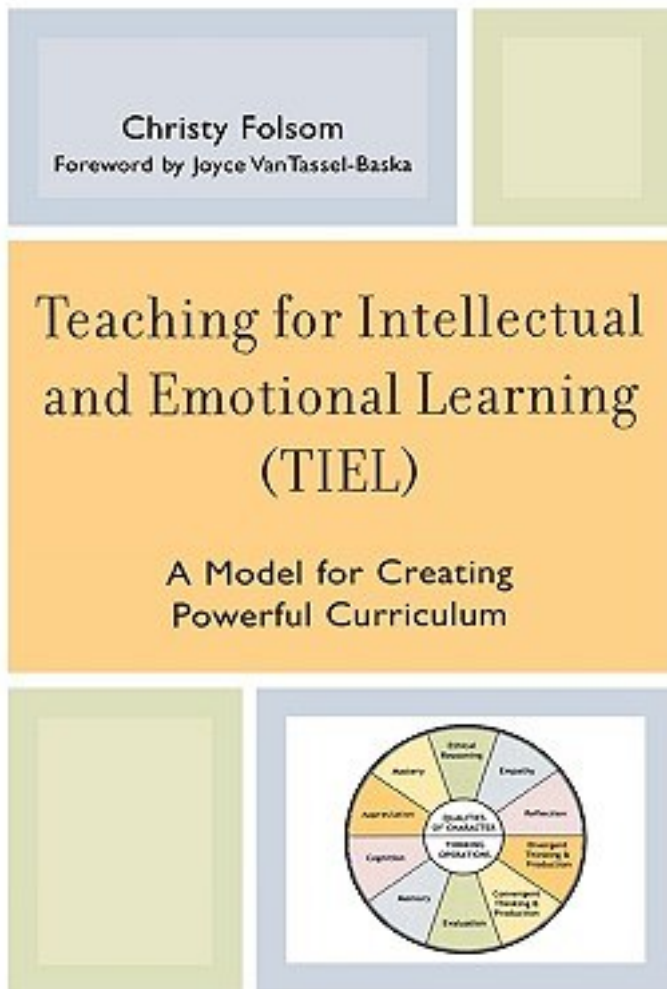 Christy Folsom
Foreword by Joyce VanTassel-Baska
Teaching for Intellectual
and Emotional Learning
(TIEL)
A Model for Creating
Powerful Curriculum
Ethical
Reasoning
Mastery
Empathy
Appreciation
Reflection
QUALITIES
OF CHARACTER
THINKING
OPERATIONS
Cognition
Divergent
Thinking &
Production
Memory
Convergent
Thinking &
Production
Evaluation